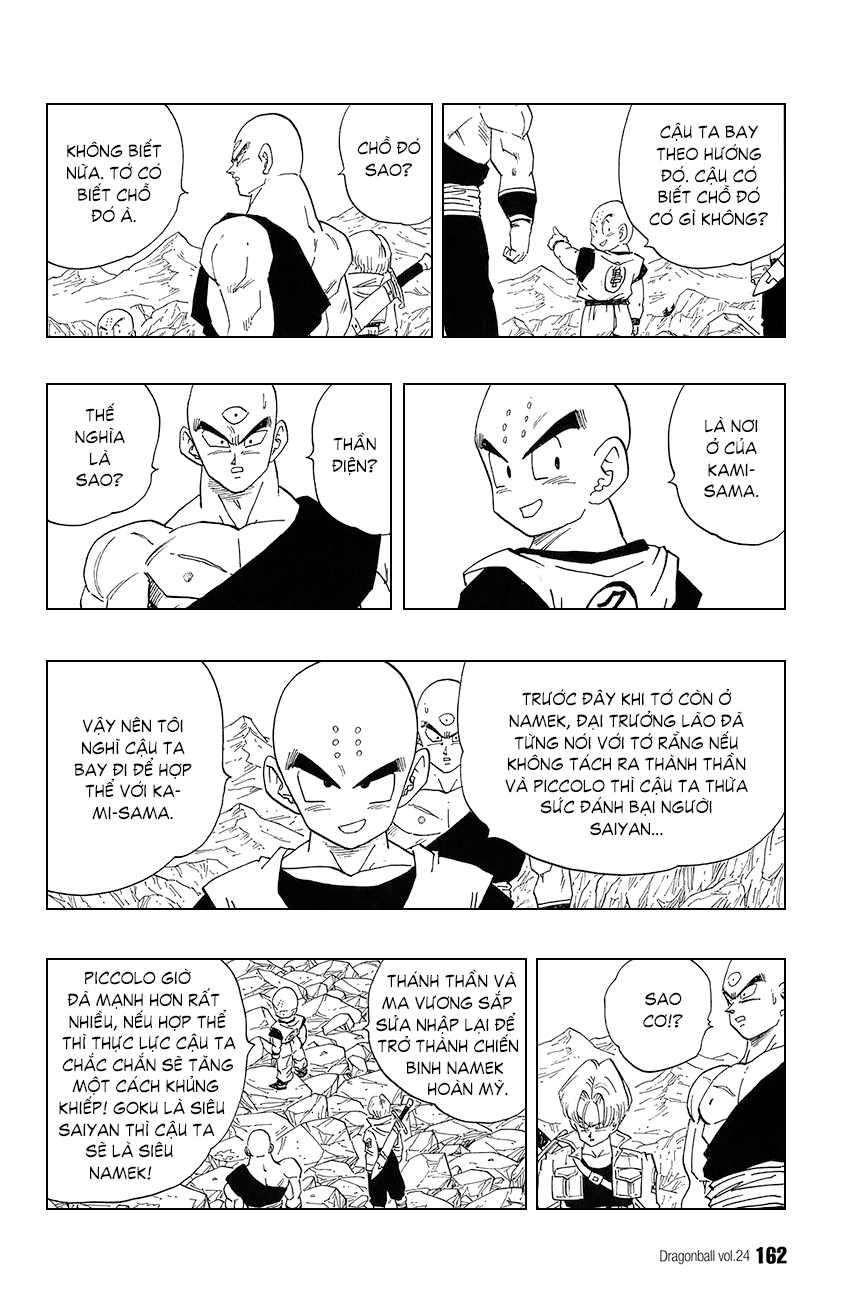 CẬU TA BAY
THEO HƯỚNG
ĐÓ. CẬU CÓ
BIẾT CHỖ ĐÓ
CÓ GÌ KHÔNG?
CHỖ ĐÓ
SAO?
KHÔNG BIẾT
NỮA. TỚ CÓ
BIẾT CHỖ
ĐÓ À.
LÀ NƠI
Ở CỦA
KAMI-
SAMA.
THẦN
ĐIỆN?
THẾ
NGHĨA
LÀ
SAO?
TRƯỚC ĐÂY KHI TỚ CÒN Ở
NAMEK, ĐẠI TRƯỞNG LÀO ĐÃ
TỪNG NÓI VỚI TỚ RẰNG NẾU
KHÔNG TÁCH RA THÀNH THẦN
VÀ PICCOLO THÌ CẬU TA THỪA
SỨC ĐÁNH BẠI NGƯỜI
SAIYAN...
VẬY NÊN TÔI
NGHĨ CẬU TA
BAY ĐI ĐỂ HỢP
THỂ VỚI KA-
MI-SAMA.
SAO
CƠ!?
THÁNH THẦN VÀ
MA VƯƠNG SẮP
SỬA NHẬP LẠI ĐỂ
TRỞ THÀNH CHIẾN
BINH NAMEK
HOÀN MỸ.
PICCOLO GIỜ
ĐÃ MẠNH HƠN RẤT
NHIỀU, NẾU HỢP THỂ
THÌ THỰC LỰC CẬU TA
CHẮC CHẮN SẼ TĂNG
MỘT CÁCH KHỦNG
KHIẾP! GOKU LÀ SIÊU
SAIYAN THÌ CẬU TA
SẼ LÀ SIÊU
NAMEK!
Dragonball vol.24 162